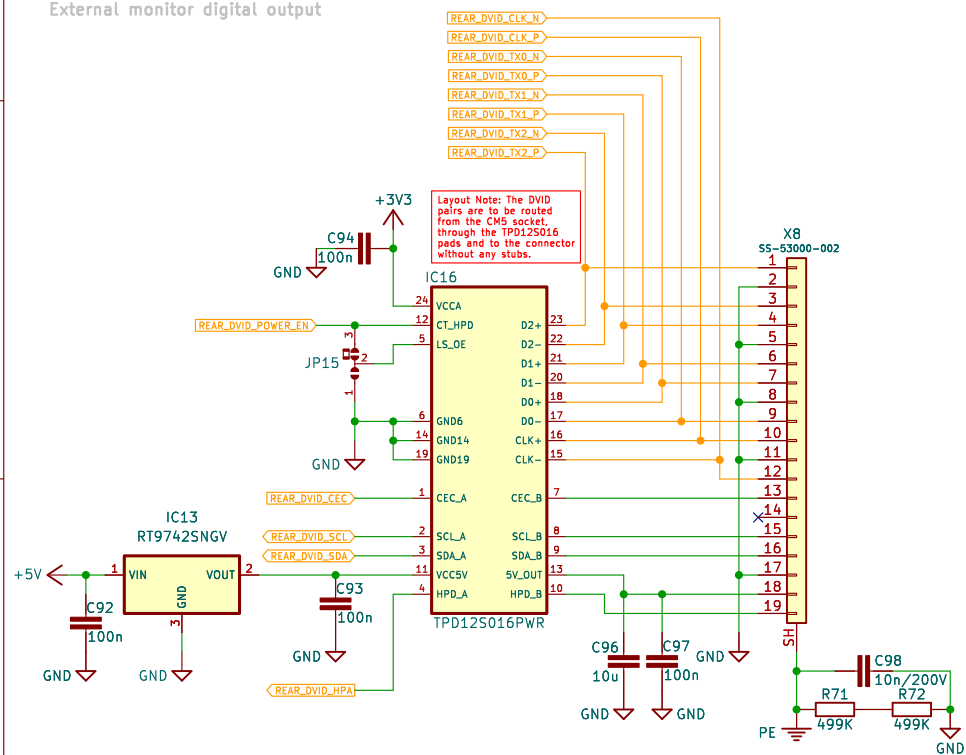 External monitor digital output
REAR_DVID_CLK_N
REAR_DVID_CLK_P
REAR_DVID_TX0_N
REAR_DVID_TX0_P
REAR_DVID_TX1_N
REAR_DVID_TX1_P
REAR_DVID_TX2_N
REAR_DVID_TX2_P
Layout Note: The DVID
pairs are to be routed
from the CM5 socket,
through the TPD12S016
pads and to the connector
without any stubs.
+3V3
C94
100n
GND
IC16
24 VCCA
REAR_DVID_POWER_EN
12 CT_HPD
5 LS_OE
JP15
3
2
1
6 GND6
14 GND14
19 GND19
GND
REAR_DVID_CEC
1 CEC_A
REAR_DVID_SCL
2 SCL_A
REAR_DVID_SDA
3 SDA_A
11 VCC5V
4 HPD_A
REAR_DVID_HPA
D2+ 23
D2- 22
D1+ 21
D1- 20
D0+ 18
D0- 17
CLK+ 16
CLK- 15
CEC_B 7
SCL_B 8
SDA_B 9
5V_OUT 13
HPD_B 10
TPD12S016PWR
IC13
RT9742SNGV
+5V
1 VIN
VOUT 2
GND
3
C92
100n
GND
GND
C93
100n
GND
X8
SS-53000-002
1
2
3
4
5
6
7
8
9
10
11
12
13
14
15
16
17
18
19
SH
C96
10u
GND
C97
100n
GND
GND
C98
10n/200V
R71
499K
R72
499K
PE
GND